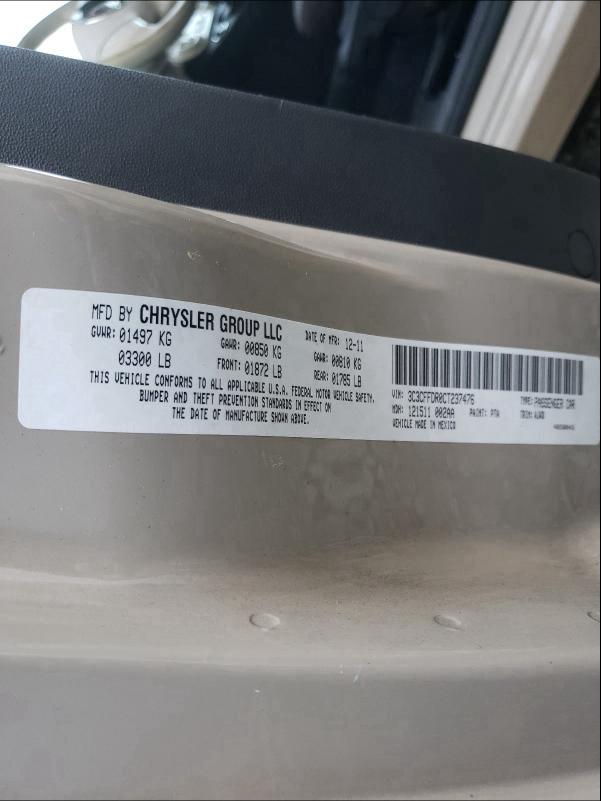 MFD BY CHRYSLER GROUP LLC DATE OF MFR: 12-11
GVWR: 01497 KG GAWR: 00850 KG GAWR: 00810 KG
03300 LB FRONT: 01872 LB REAR: 01785 LB
THIS VEHICLE CONFORMS TO ALL APPLICABLE U.S.A. FEDERAL MOTOR VEHICLE SAFETY,
BUMPER AND THEFT PREVENTION STANDARDS IN EFFECT ON
THE DATE OF MANUFACTURE SHOWN ABOVE.
VIN: 3C3CFFDR0CT237476 TYPE: PASSENGER CAR
MDH: 121511 002AA PAINT: PTA TRIM:
VEHICLE MADE IN MEXICO